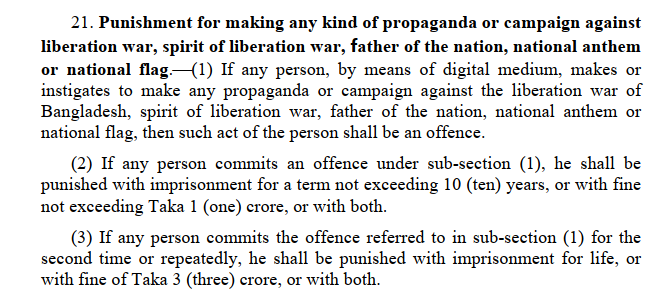 21. Punishment for making any kind of propaganda or campaign against
liberation war, spirit of liberation war, father of the nation, national anthem
or national flag.—(1) If any person, by means of digital medium, makes or
instigates to make any propaganda or campaign against the liberation war of
Bangladesh, spirit of liberation war, father of the nation, national anthem or
national flag, then such act of the person shall be an offence.
(2) If any person commits an offence under sub-section (1), he shall be
punished with imprisonment for a term not exceeding 10 (ten) years, or with fine
not exceeding Taka 1 (one) crore, or with both.
(3) If any person commits the offence referred to in sub-section (1) for the
second time or repeatedly, he shall be punished with imprisonment for life, or
with fine of Taka 3 (three) crore, or with both.